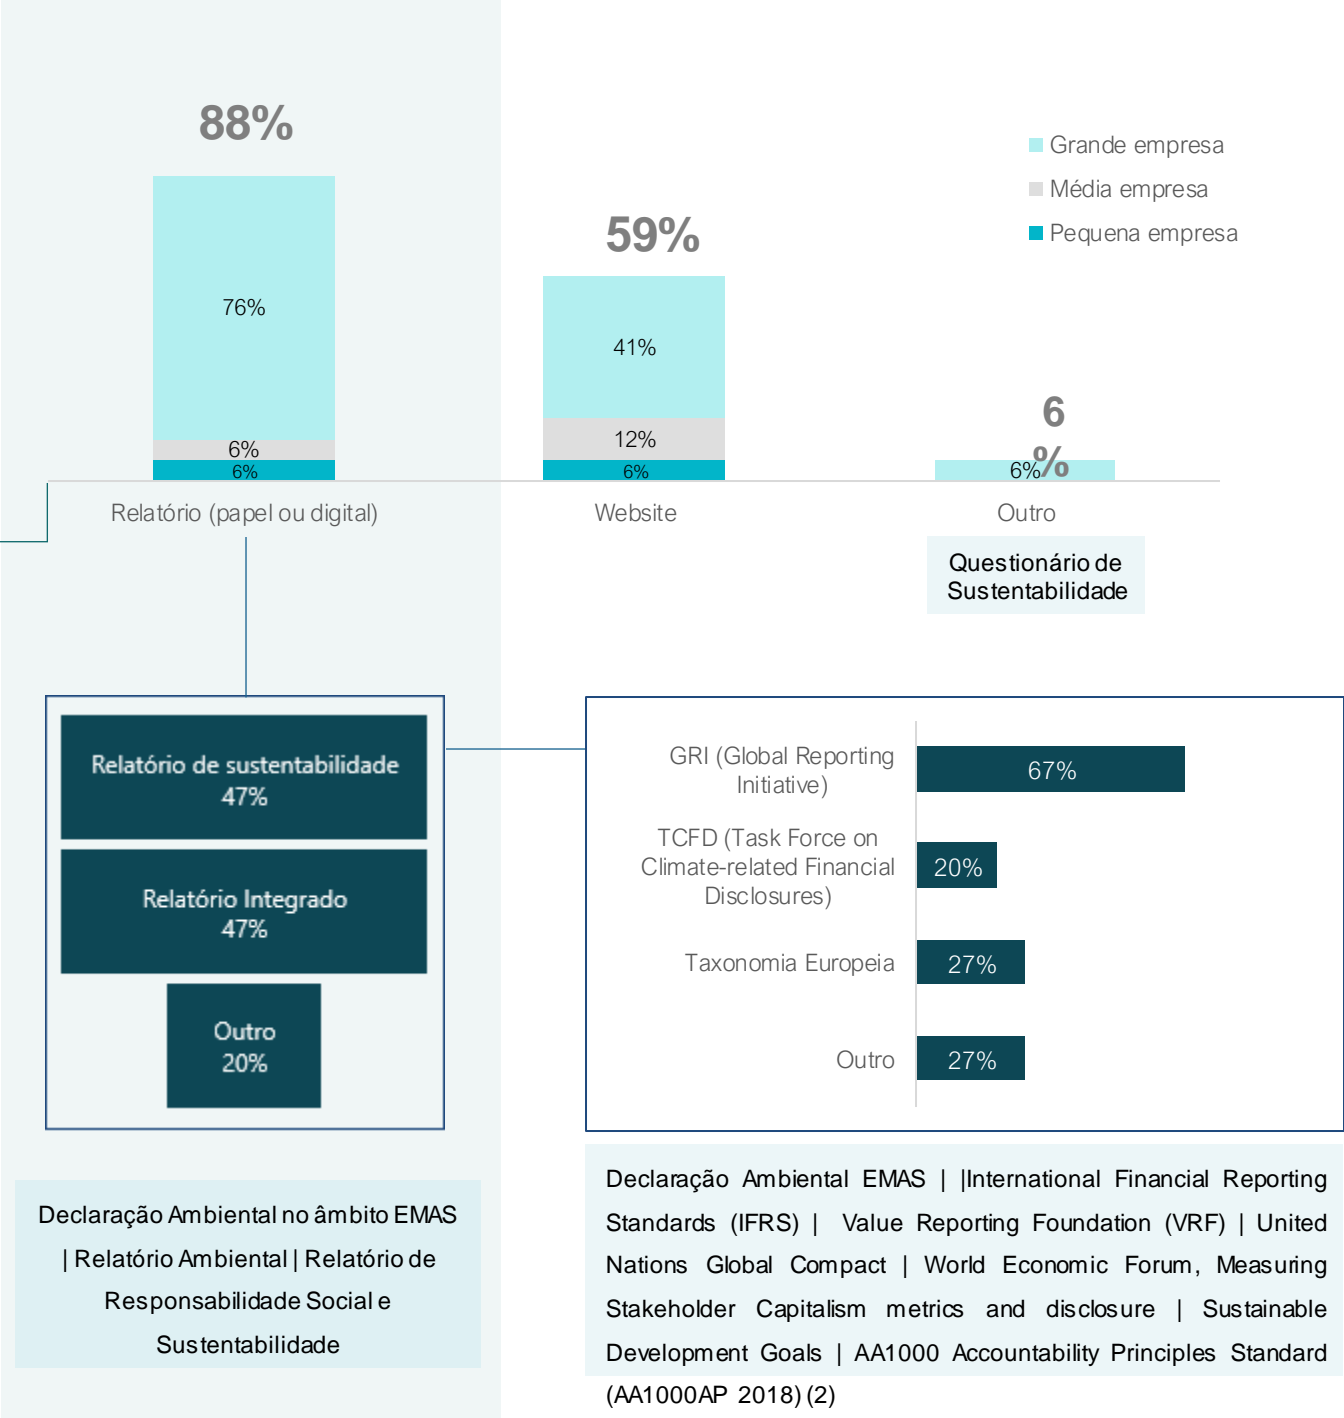 88%
Grande empresa
Média empresa
Pequena empresa
59%
76%
41%
6%
6%
12%
6%
6
%
6%
Relatório (papel ou digital)
Website
Outro
Questionário de
Sustentabilidade
Relatório de sustentabilidade
47%
Relatório Integrado
47%
Outro
20%
GRI (Global Reporting
Initiative)
67%
TCFD (Task Force on
Climate-related Financial
Disclosures)
20%
Taxonomia Europeia
27%
Outro
27%
Declaração Ambiental no âmbito EMAS
| Relatório Ambiental | Relatório de
Responsabilidade Social e
Sustentabilidade
Declaração Ambiental EMAS | |International Financial Reporting
Standards (IFRS) | Value Reporting Foundation (VRF) | United
Nations Global Compact | World Economic Forum, Measuring
Stakeholder Capitalism metrics and disclosure | Sustainable
Development Goals | AA1000 Accountability Principles Standard
(AA1000AP 2018) (2)